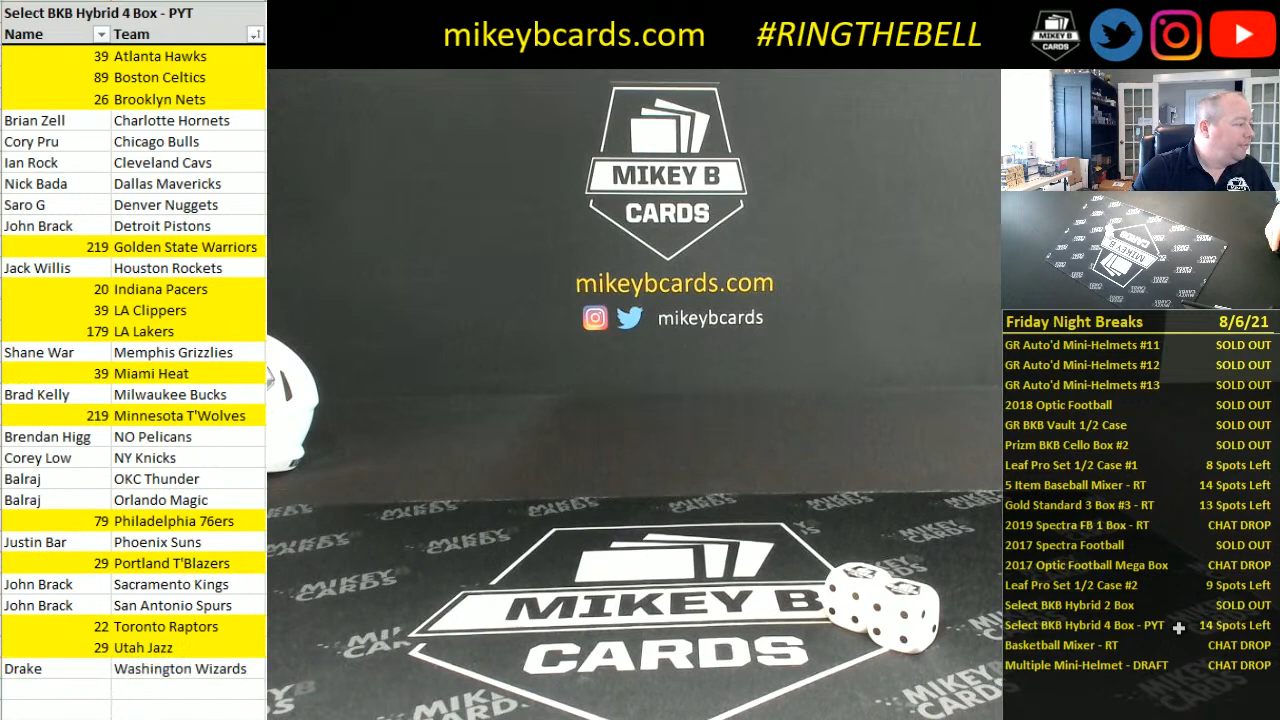 Select BKB Hybrid 4 Box - PYT
Name Team
39 Atlanta Hawks
89 Boston Celtics
26 Brooklyn Nets
Brian Zell Charlotte Hornets
Cory Pru Chicago Bulls
Ian Rock Cleveland Cavs
Nick Bada Dallas Mavericks
Saro G Denver Nuggets
John Brack Detroit Pistons
219 Golden State Warriors
Jack Willis Houston Rockets
20 Indiana Pacers
39 LA Clippers
179 LA Lakers
Shane War Memphis Grizzlies
39 Miami Heat
Brad Kelly Milwaukee Bucks
219 Minnesota T'Wolves
Brendan Higg NO Pelicans
Corey Low NY Knicks
Balraj OKC Thunder
Balraj Orlando Magic
79 Philadelphia 76ers
Justin Bar Phoenix Suns
29 Portland T'Blazers
John Brack Sacramento Kings
John Brack San Antonio Spurs
22 Toronto Raptors
29 Utah Jazz
Drake Washington Wizards
mikeybcards.com #RINGTHEBELL
MIKEY B
CARDS
MIKEY B
CARDS
mikeybcards.com
mikeybcards
MIKEY B
CARDS
Friday Night Breaks 8/6/21
GR Auto'd Mini-Helmets #11 SOLD OUT
GR Auto'd Mini-Helmets #12 SOLD OUT
GR Auto'd Mini-Helmets #13 SOLD OUT
2018 Optic Football SOLD OUT
GR BKB Vault 1/2 Case SOLD OUT
Prizm BKB Cello Box #2 SOLD OUT
Leaf Pro Set 1/2 Case #1 8 Spots Left
5 Item Baseball Mixer - RT 14 Spots Left
Gold Standard 3 Box #3 - RT 13 Spots Left
2019 Spectra FB 1 Box - RT CHAT DROP
2017 Spectra Football SOLD OUT
2017 Optic Football Mega Box CHAT DROP
Leaf Pro Set 1/2 Case #2 9 Spots Left
Select BKB Hybrid 2 Box SOLD OUT
Select BKB Hybrid 4 Box - PYT 14 Spots Left
Basketball Mixer - RT CHAT DROP
Multiple Mini-Helmet - DRAFT CHAT DROP